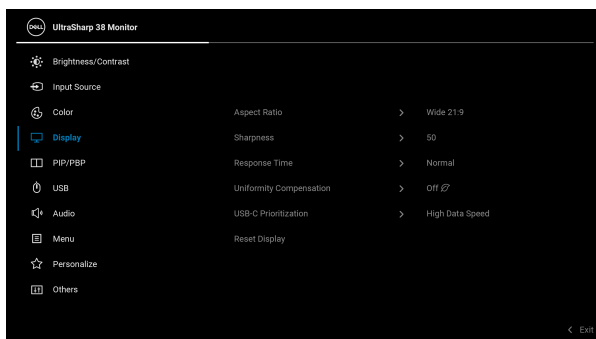 DELL UltraSharp 38 Monitor
Brightness/Contrast
Input Source
Color
Aspect Ratio > Wide 21:9
Display
Sharpness > 50
PIP/PBP
Response Time > Normal
USB
Uniformity Compensation > Off
Audio
USB-C Prioritization > High Data Speed
Menu
Reset Display
Personalize
Others
< Exit